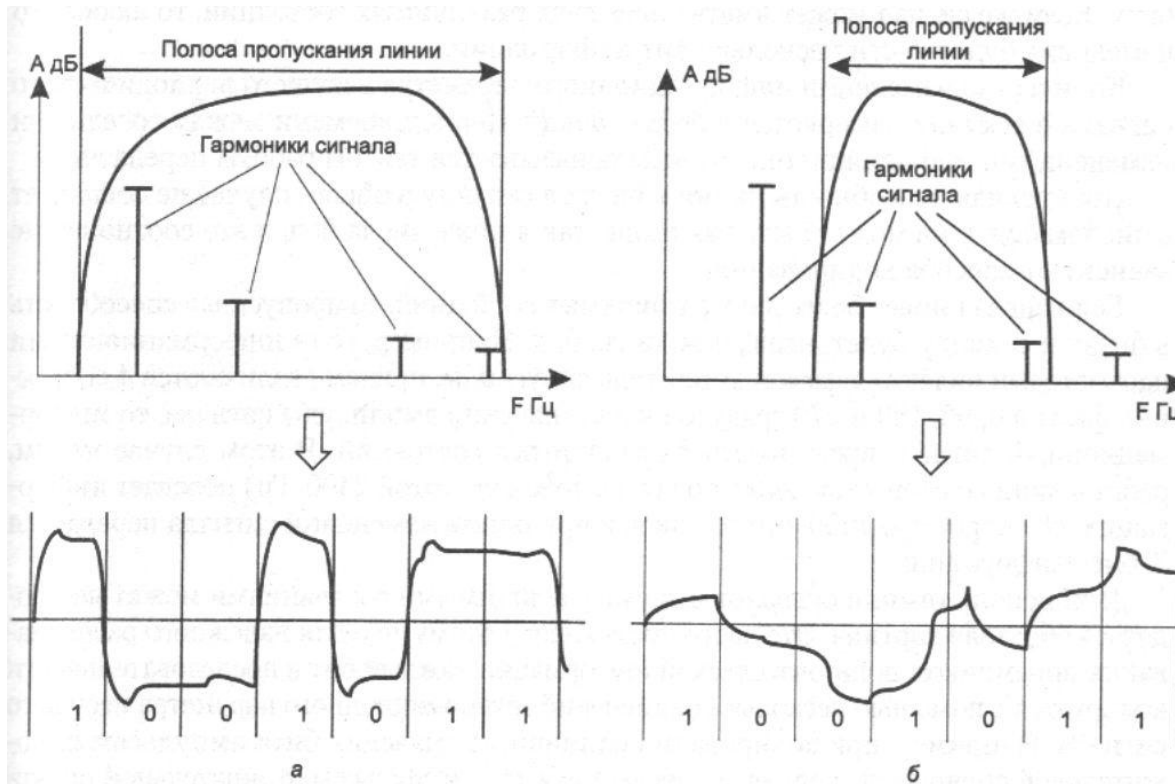 Полоса пропускания линии
А дБ
Гармоники сигнала
F Гц
1 0 0 1 0 1 1
а
Полоса пропускания
линии
А дБ
Гармоники
сигнала
F Гц
1 0 0 1 0 1 1
б